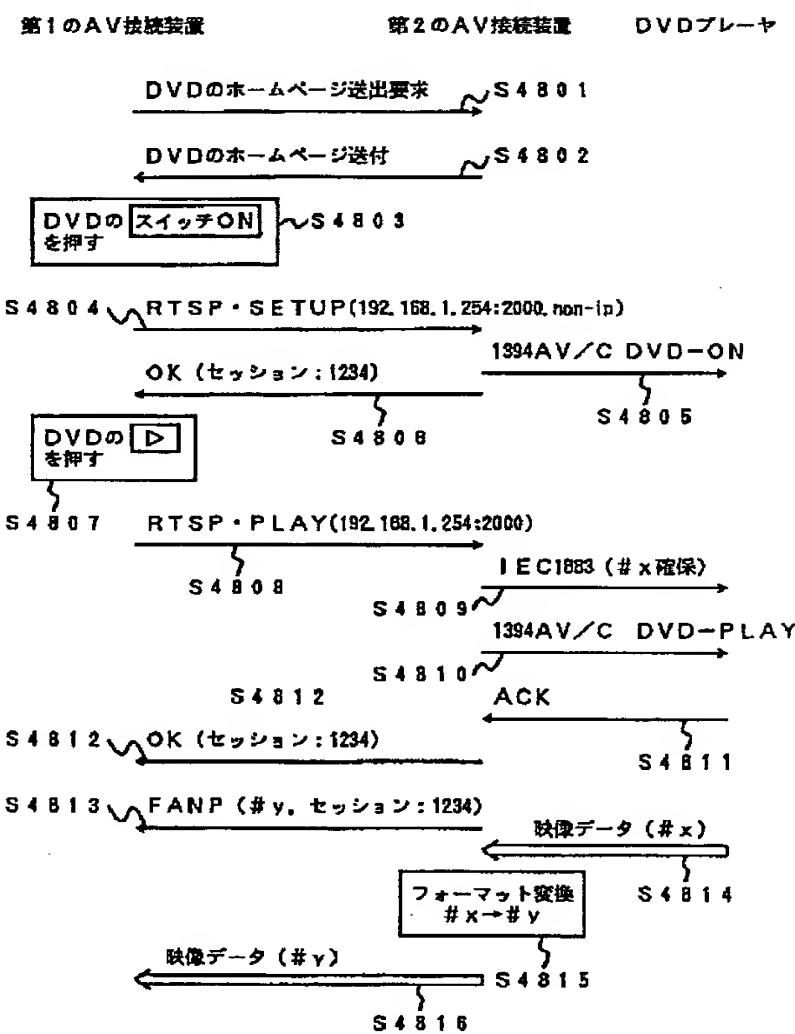 第1のAV接続装置 第2のAV接続装置 DVDプレーヤ
DVDのホームページ送出要求 S4801
DVDのホームページ送付 S4802
DVDの スイッチON
を押す
S4803
S4804 RTSP・SETUP(192.168.1.254:2000,non-ip)
1394AV/C DVD-ON
OK(セッション:1234)
S4805
S4806
DVDの ▷
を押す
S4807 RTSP・PLAY(192.168.1.254:2000)
S4808
IEC1883(#x確保)
S4809
1394AV/C DVD-PLAY
S4810
S4812
ACK
S4812 OK(セッション:1234)
S4811
S4813 FANP(#y,セッション:1234)
映像データ(#x)
S4814
フォーマット変換
#x→#y
映像データ(#y)
S4815
S4816